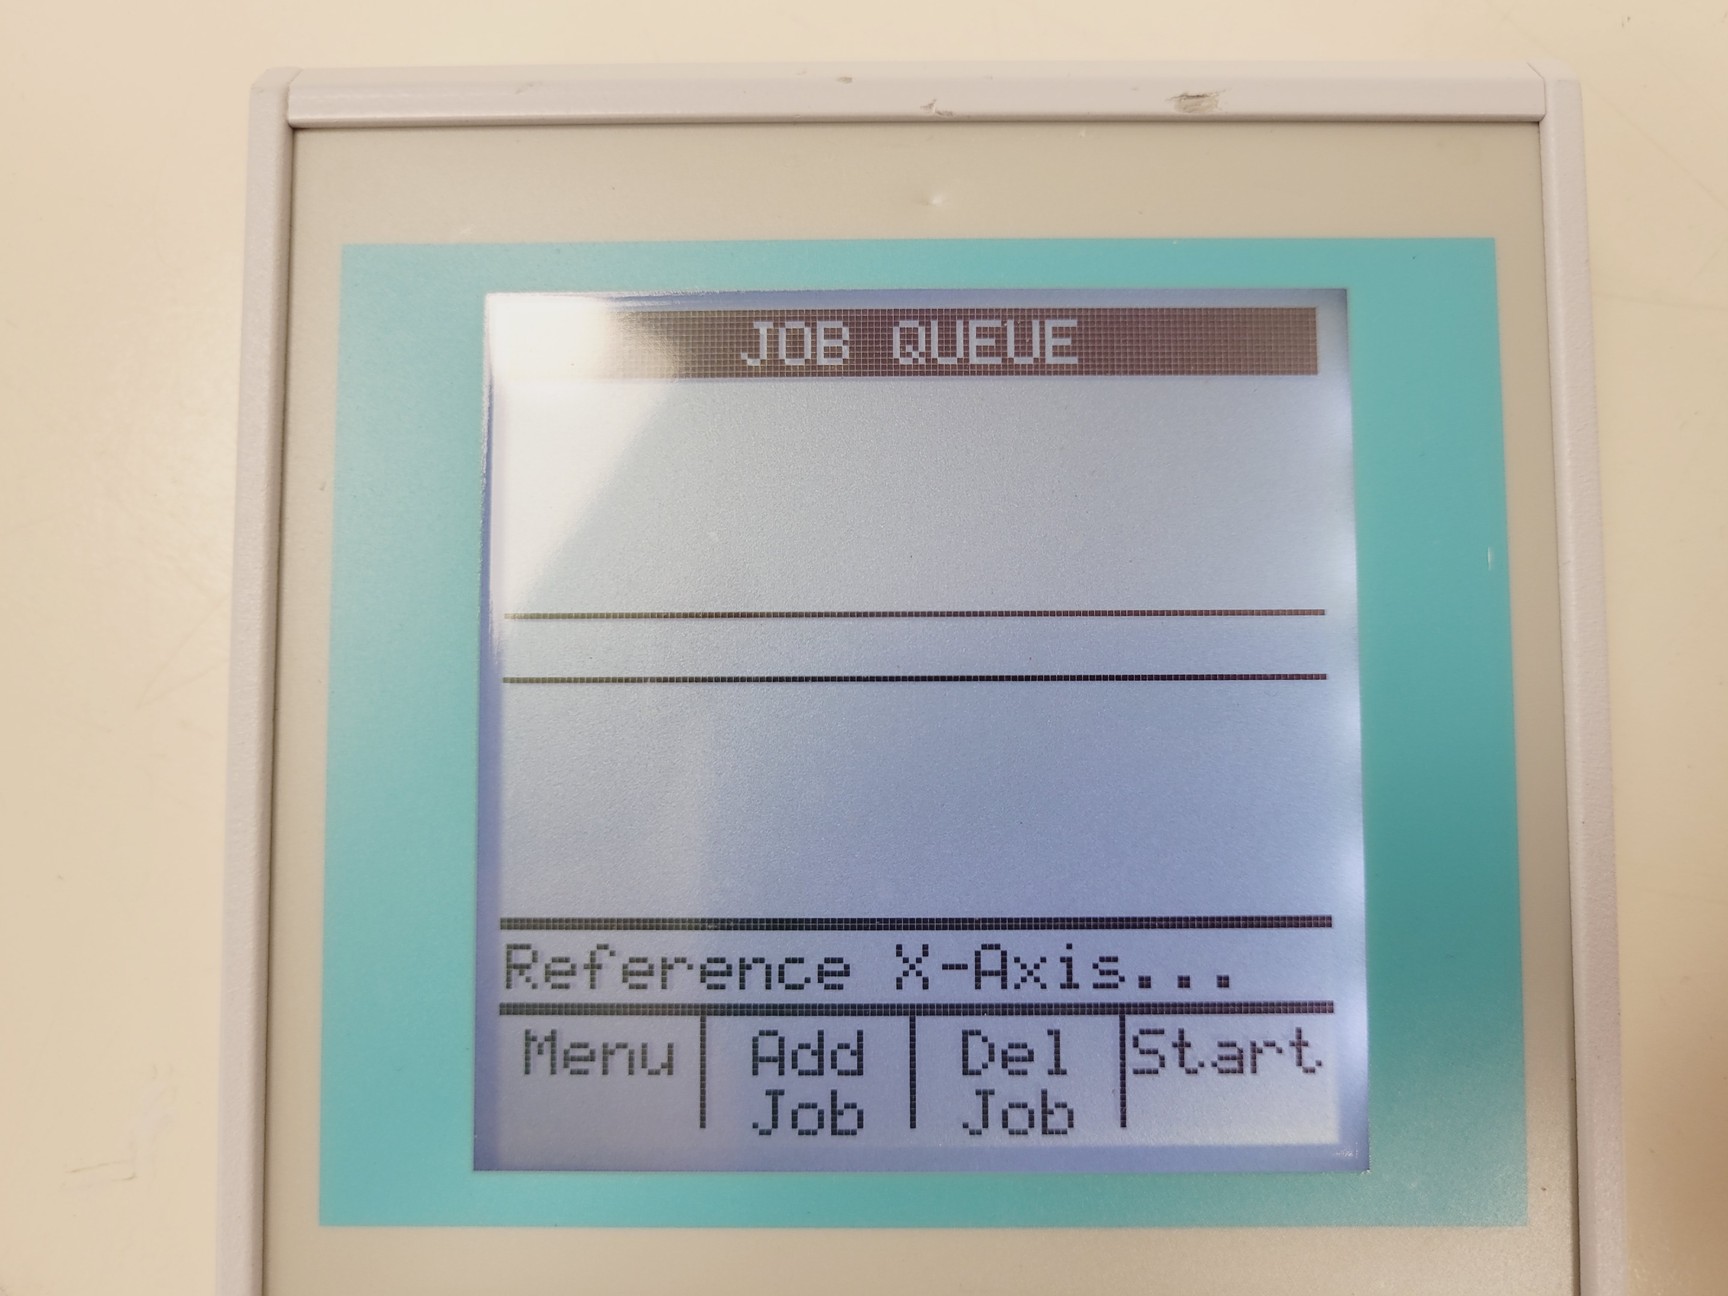 JOB QUEUE
Reference X-Axis...
Menu Add Job Del Job Start